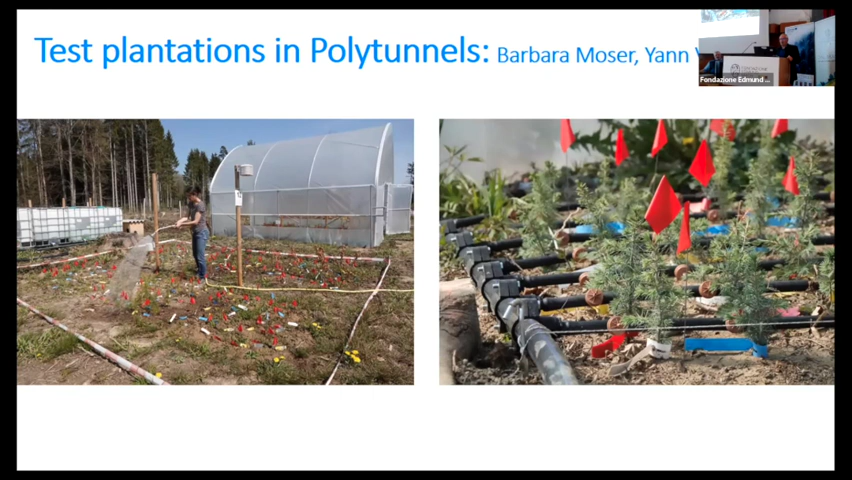 Test plantations in Polytunnels: Barbara Moser, Yann
Fondazione Edmund ...